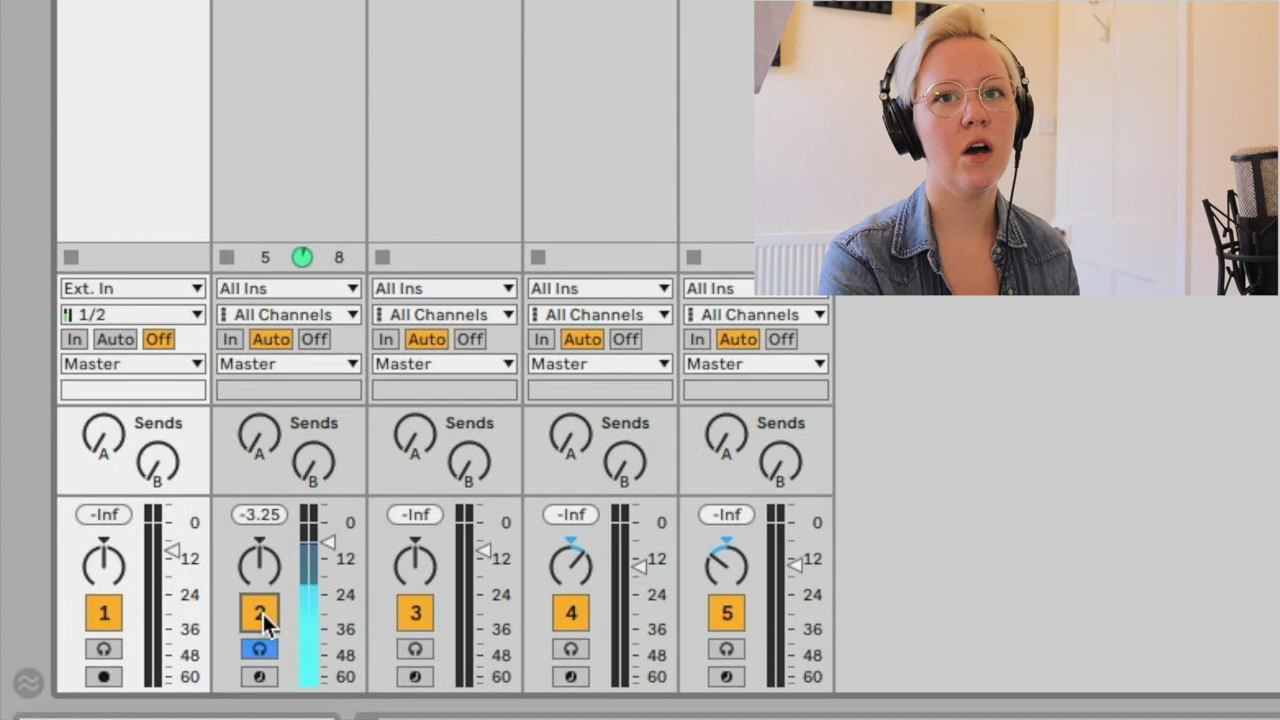 5 8
Ext. In All Ins All Ins All Ins All Ins
1/2 All Channels All Channels All Channels All Channels
In Auto Off In Auto Off In Auto Off In Auto Off In Auto Off
Master Master Master Master Master
Sends Sends Sends Sends Sends
A A A A A
B B B B B
-Inf -3.25 -Inf -Inf -Inf
0 0 0 0 0
12 12 12 12 12
24 24 24 24 24
1 2 3 4 5
36 36 36 36 36
48 48 48 48 48
60 60 60 60 60